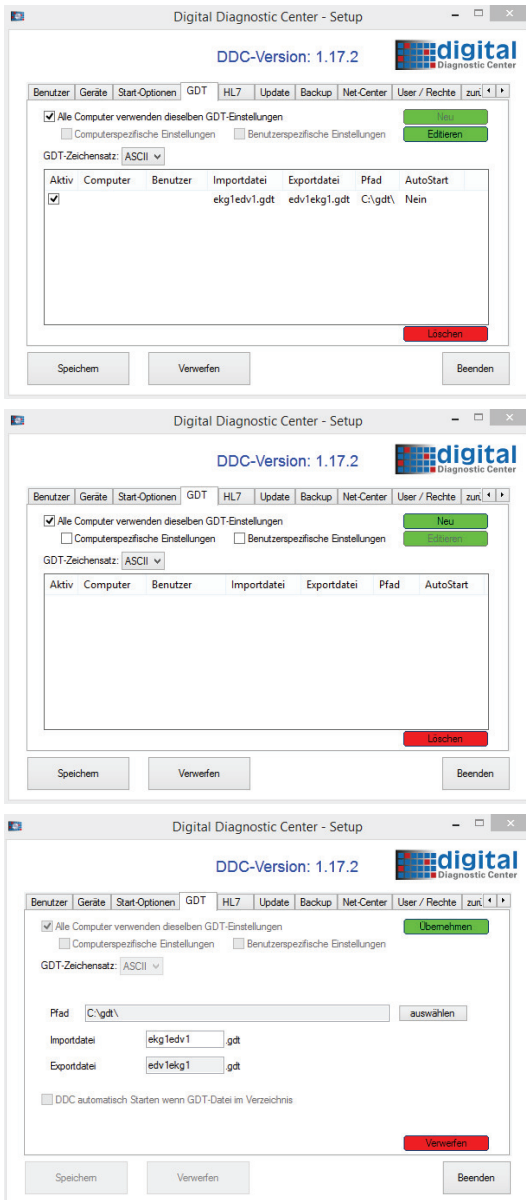 Digital Diagnostic Center - Setup
DDC-Version: 1.17.2
digital
Diagnostic Center
Benutzer Geräte Start-Optionen GDT HL7 Update Backup Net-Center User / Rechte zurü
Alle Computer verwenden dieselben GDT-Einstellungen Neu
Computerspezifische Einstellungen Benutzerspezifische Einstellungen Editieren
GDT-Zeichensatz: ASCII
Aktiv Computer Benutzer Importdatei Exportdatei Pfad AutoStart
ekg1edv1.gdt edv1ekg1.gdt C:\gdt\ Nein
Löschen
Speichern Verwerfen Beenden
Digital Diagnostic Center - Setup
DDC-Version: 1.17.2
digital
Diagnostic Center
Benutzer Geräte Start-Optionen GDT HL7 Update Backup Net-Center User / Rechte zurü
Alle Computer verwenden dieselben GDT-Einstellungen Neu
Computerspezifische Einstellungen Benutzerspezifische Einstellungen Editieren
GDT-Zeichensatz: ASCII
Aktiv Computer Benutzer Importdatei Exportdatei Pfad AutoStart
Löschen
Speichern Verwerfen Beenden
Digital Diagnostic Center - Setup
DDC-Version: 1.17.2
digital
Diagnostic Center
Benutzer Geräte Start-Optionen GDT HL7 Update Backup Net-Center User / Rechte zurü
Alle Computer verwenden dieselben GDT-Einstellungen Übernehmen
Computerspezifische Einstellungen Benutzerspezifische Einstellungen
GDT-Zeichensatz: ASCII
Pfad C:\gdt\ auswählen
Importdatei ekg1edv1 .gdt
Exportdatei edv1ekg1 .gdt
DDC automatisch Starten wenn GDT-Datei im Verzeichnis
Verwerfen
Speichern Verwerfen Beenden